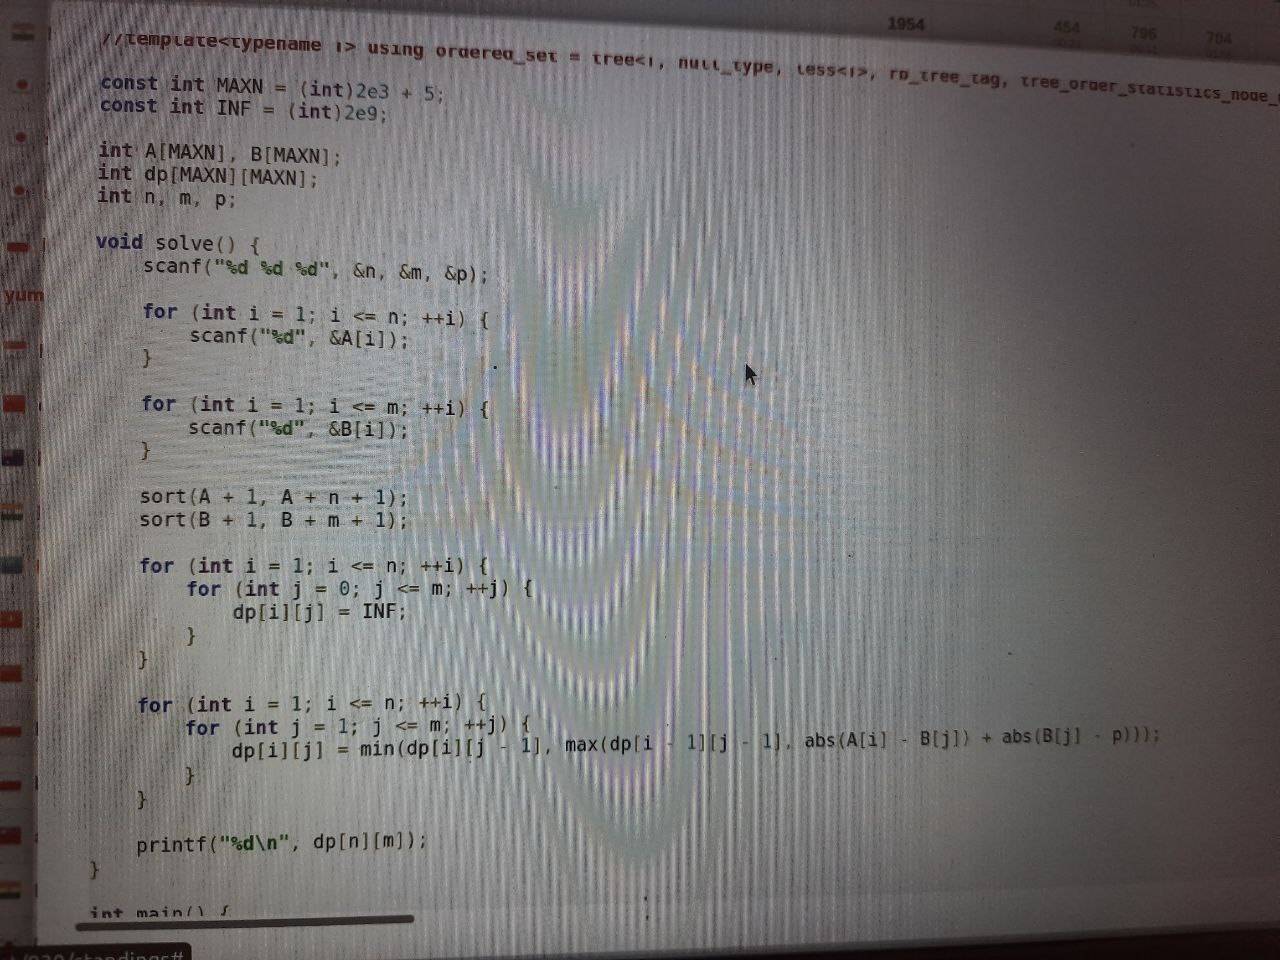 1954
454 796 704
//template<typename T> using ordered_set = tree<T, null_type, less<T>, rb_tree_tag, tree_order_statistics_node_
const int MAXN = (int)2e3 + 5;
const int INF = (int)2e9;
int A[MAXN], B[MAXN];
int dp[MAXN][MAXN];
int n, m, p;
void solve() {
scanf("%d %d %d", &n, &m, &p);
for (int i = 1; i <= n; ++i) {
scanf("%d", &A[i]);
}
for (int i = 1; i <= m; ++i) {
scanf("%d", &B[i]);
}
sort(A + 1, A + n + 1);
sort(B + 1, B + m + 1);
for (int i = 1; i <= n; ++i) {
for (int j = 0; j <= m; ++j) {
dp[i][j] = INF;
}
}
for (int i = 1; i <= n; ++i) {
for (int j = 1; j <= m; ++j) {
dp[i][j] = min(dp[i][j - 1], max(dp[i - 1][j - 1], abs(A[i] - B[j]) + abs(B[j] - p)));
}
}
printf("%d\n", dp[n][m]);
}
int main() {
yum
/standings#